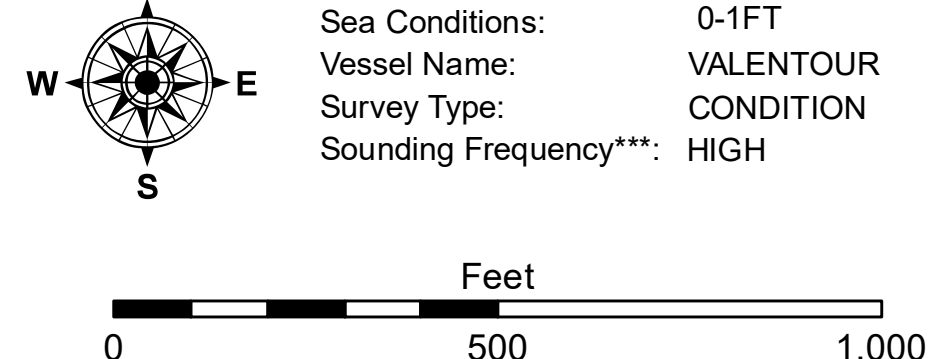 Sea Conditions: 0-1FT
Vessel Name: VALENTOUR
Survey Type: CONDITION
Sounding Frequency***: HIGH
W E
S
Feet
0 500 1,000